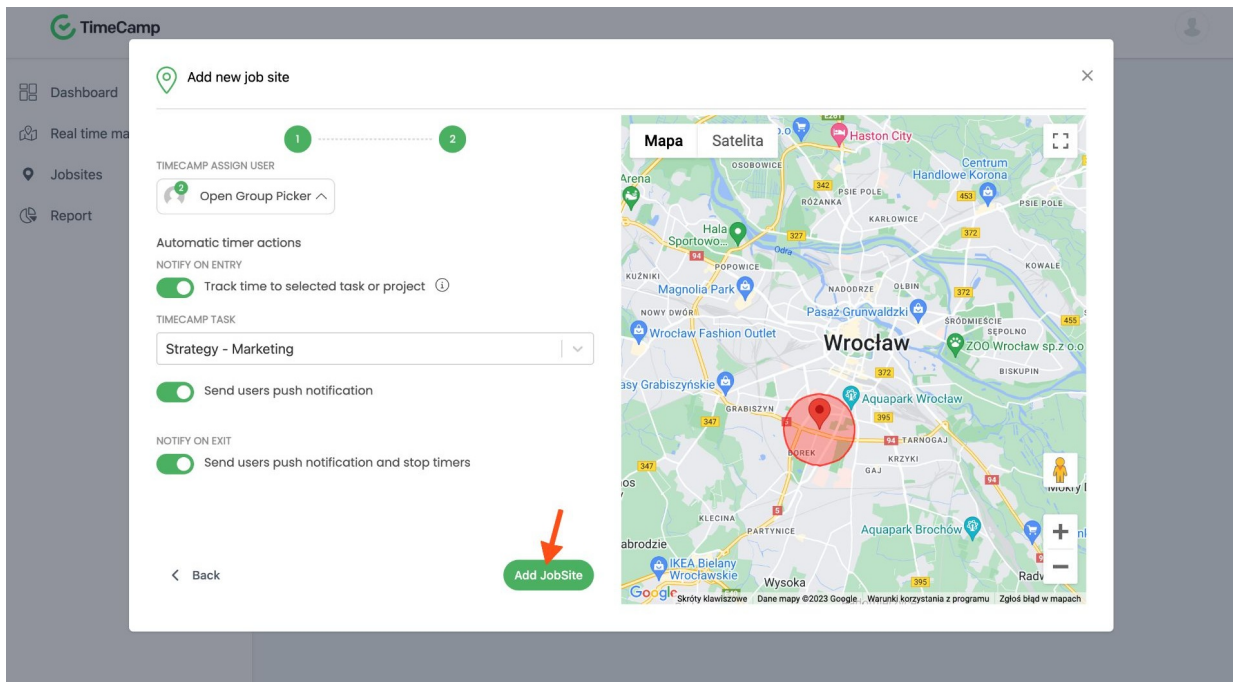 TimeCamp
Dashboard
Real time ma
Jobsites
Report
Add new job site
1
2
TIMECAMP ASSIGN USER
2
Open Group Picker
Automatic timer actions
NOTIFY ON ENTRY
Track time to selected task or project
TIMECAMP TASK
Strategy - Marketing
Send users push notification
NOTIFY ON EXIT
Send users push notification and stop timers
Back
Add JobSite
Mapa
Satelita
Haston City
OSOBOWICE
Centrum
Handlowe Korona
Arena
342
PSIE POLE
453
RÓŻANKA
PSIE POLE
KARŁOWICE
Hala
Sportowo...
327
372
Odra
94
POPOWICE
KOWALE
KUŹNIKI
Magnolia Park
NADODRZE
OŁBIN
372
NOWY DWÓR
Pasaż Grunwaldzki
ŚRÓDMIEŚCIE
455
SĘPOLNO
Wrocław Fashion Outlet
Wrocław
ZOO Wrocław sp.z o.o
372
BISKUPIN
asy Grabiszyńskie
Aquapark Wrocław
GRABISZYN
395
347
94
TARNOGAJ
BOREK
KRZYKI
347
GAJ
94
Mokry
KLECINA
5
PARTYNICE
Aquapark Brochów
abrodzie
IKEA Bielany
Wrocławskie
Wysoka
395
Radw
Google
Skróty klawiszowe
Dane mapy ©2023 Google
Warunki korzystania z programu
Zgłoś błąd w mapach